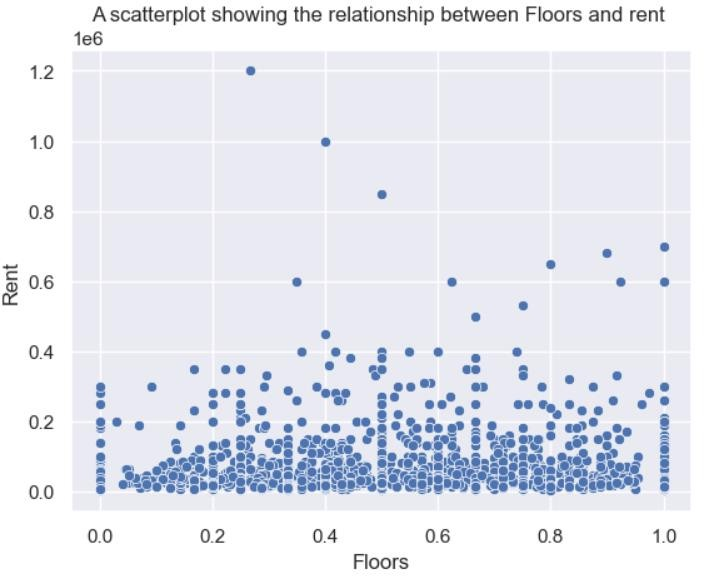 A scatterplot showing the relationship between Floors and rent
1e6
1.2
1.0
0.8
0.6
0.4
0.2
0.0
Rent
0.0 0.2 0.4 0.6 0.8 1.0
Floors